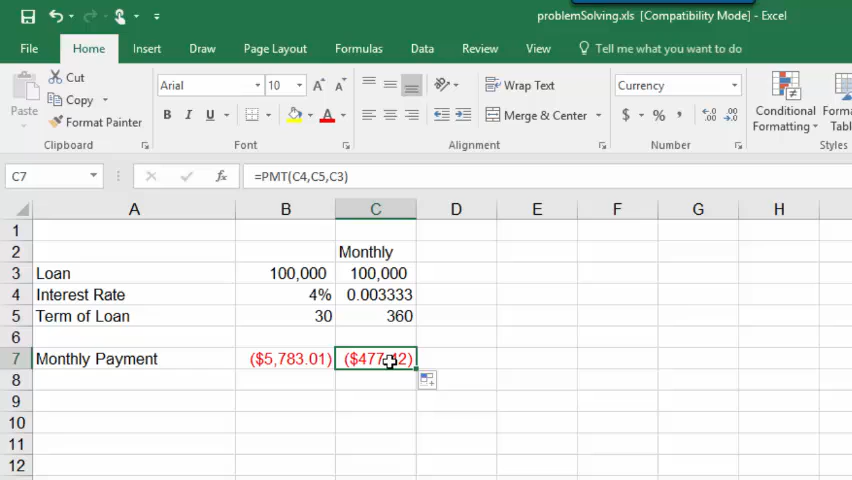 problemSolving.xls [Compatibility Mode] - Excel
File Home Insert Draw Page Layout Formulas Data Review View Tell me what you want to do
Cut
Copy
Format Painter
Paste
Clipboard
Arial 10 A A
B I U A
Font
Wrap Text
Merge & Center
Alignment
Currency
$ % , .00 .0
Number
Conditional
Formatting
Styles
C7 fx =PMT(C4,C5,C3)
A B C D E F G H
1
2 Monthly
3 Loan 100,000 100,000
4 Interest Rate 4% 0.003333
5 Term of Loan 30 360
6
7 Monthly Payment ($5,783.01)
8
9
10
11
12